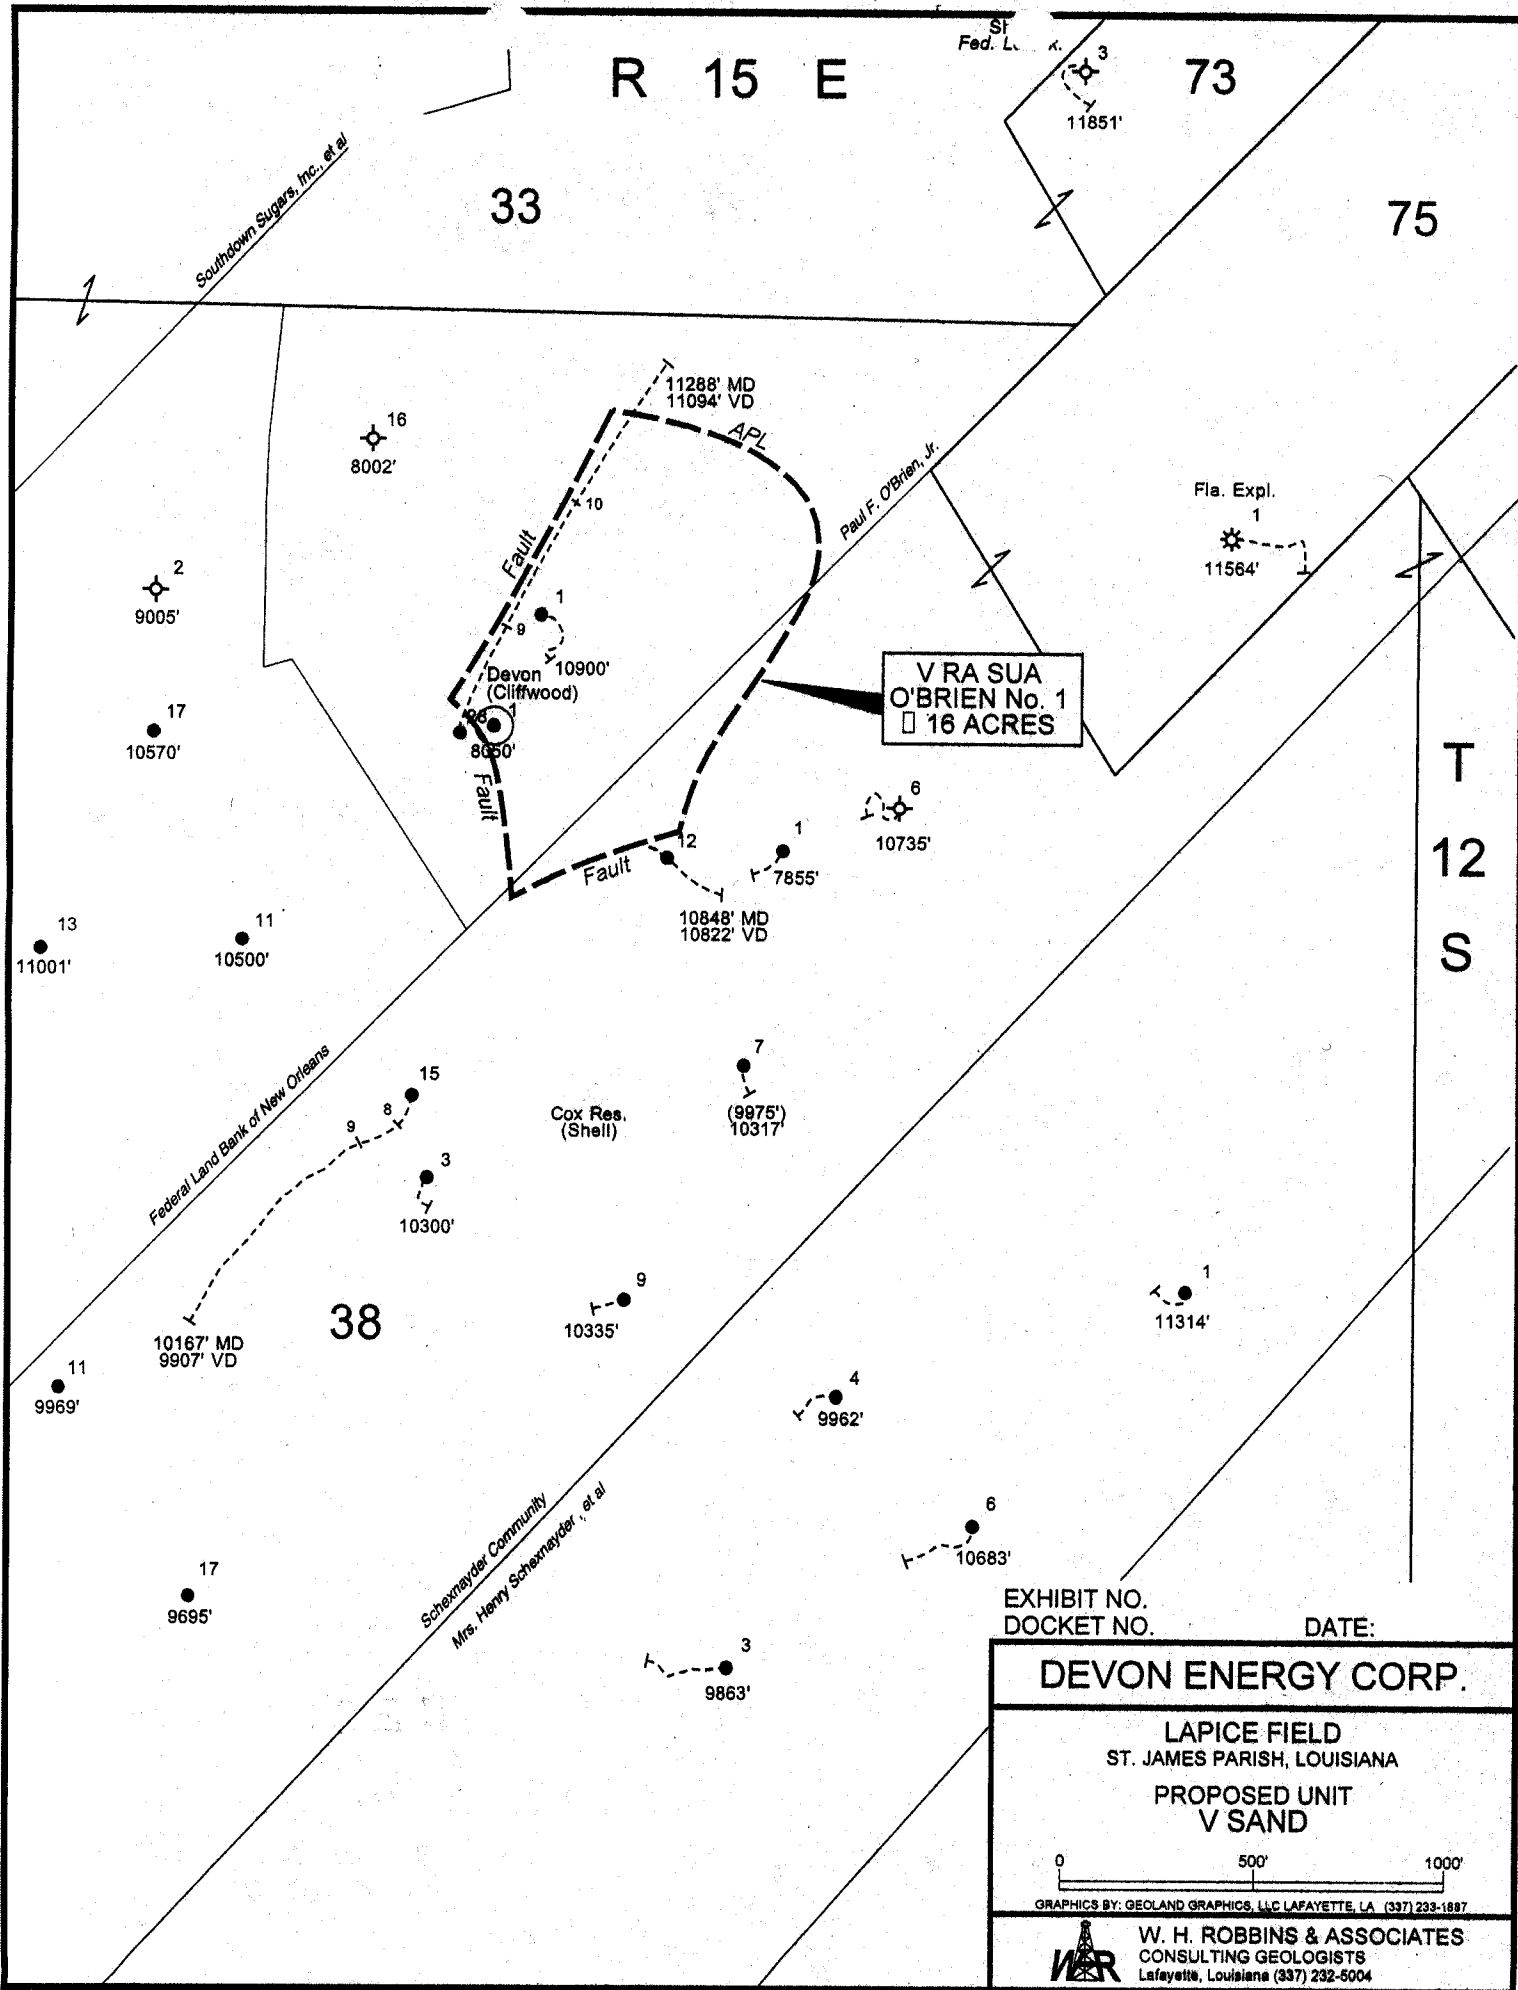 Fed.
3
11851'
R 15 E
73
33
75
Southdown Sugars, Inc., et al
11288' MD
11094' VD
APL
16
8002'
10
Fault
Paul F. O'Brien, Jr.
Fla. Expl.
1
11564'
2
9005'
1
9
10900'
Devon
(Cliffwood)
V RA SUA
O'BRIEN No. 1
▯ 16 ACRES
17
10570'
1
8050'
Fault
T
12
S
6
10735'
12
1
7855'
Fault
10848' MD
10822' VD
13
11001'
11
10500'
Federal Land Bank of New Orleans
15
8
9
7
(9975')
10317'
Cox Res.
(Shell)
3
10300'
10167' MD
9907' VD
38
9
10335'
1
11314'
11
9969'
4
9962'
Schexnayder Community
Mrs. Henry Schexnayder, et al
6
10683'
17
9695'
3
9863'
EXHIBIT NO.
DOCKET NO. DATE:
DEVON ENERGY CORP.
LAPICE FIELD
ST. JAMES PARISH, LOUISIANA
PROPOSED UNIT
V SAND
0 500' 1000'
GRAPHICS BY: GEOLAND GRAPHICS, LLC LAFAYETTE, LA (337) 233-1887
WR
W. H. ROBBINS & ASSOCIATES
CONSULTING GEOLOGISTS
Lafayette, Louisiana (337) 232-5004